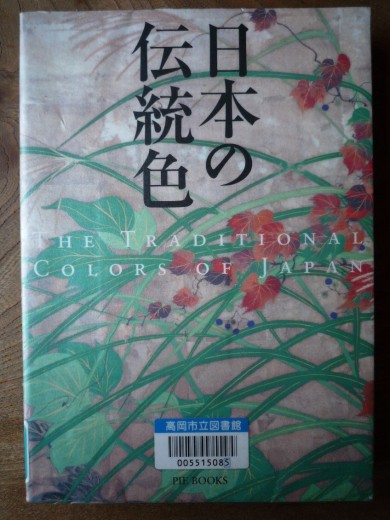 日本の
伝統色
THE TRADITIONAL
COLORS OF JAPAN
高岡市立図書館
005515085
PIE BOOKS